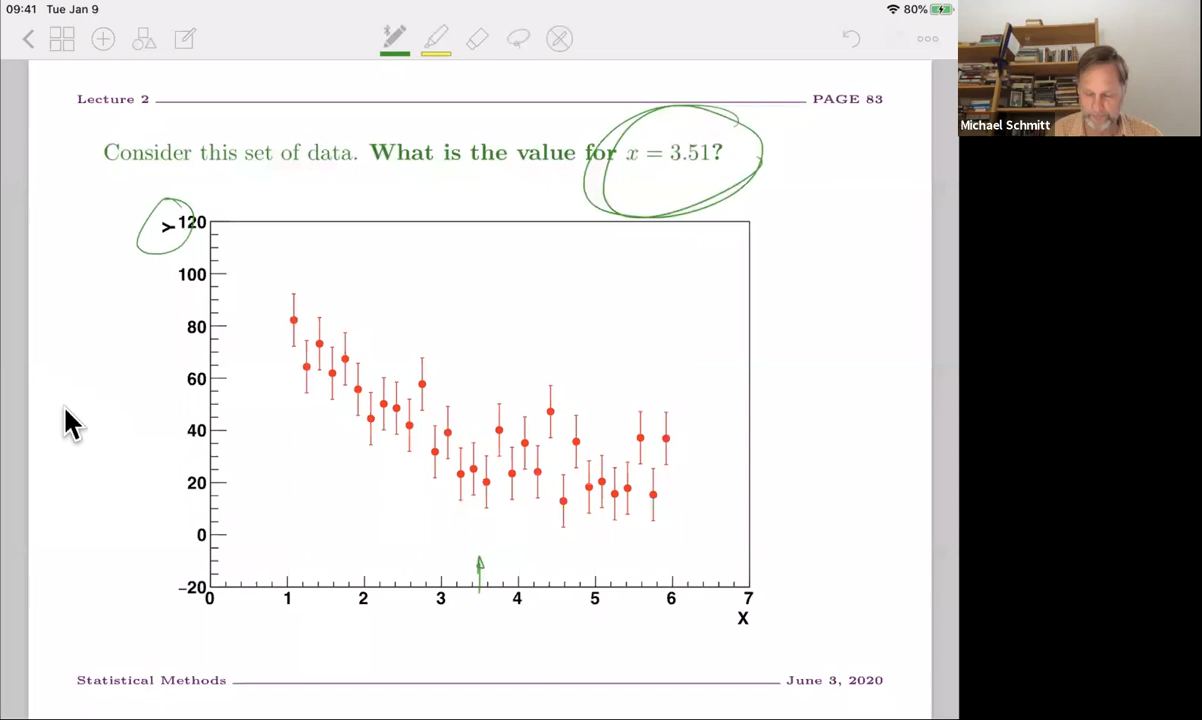 09:41 Tue Jan 9
80%
Michael Schmitt
Lecture 2 PAGE 83
Consider this set of data. What is the value for x = 3.51?
Y
120
100
80
60
40
20
0
−20
0 1 2 3 4 5 6 7
X
Statistical Methods June 3, 2020